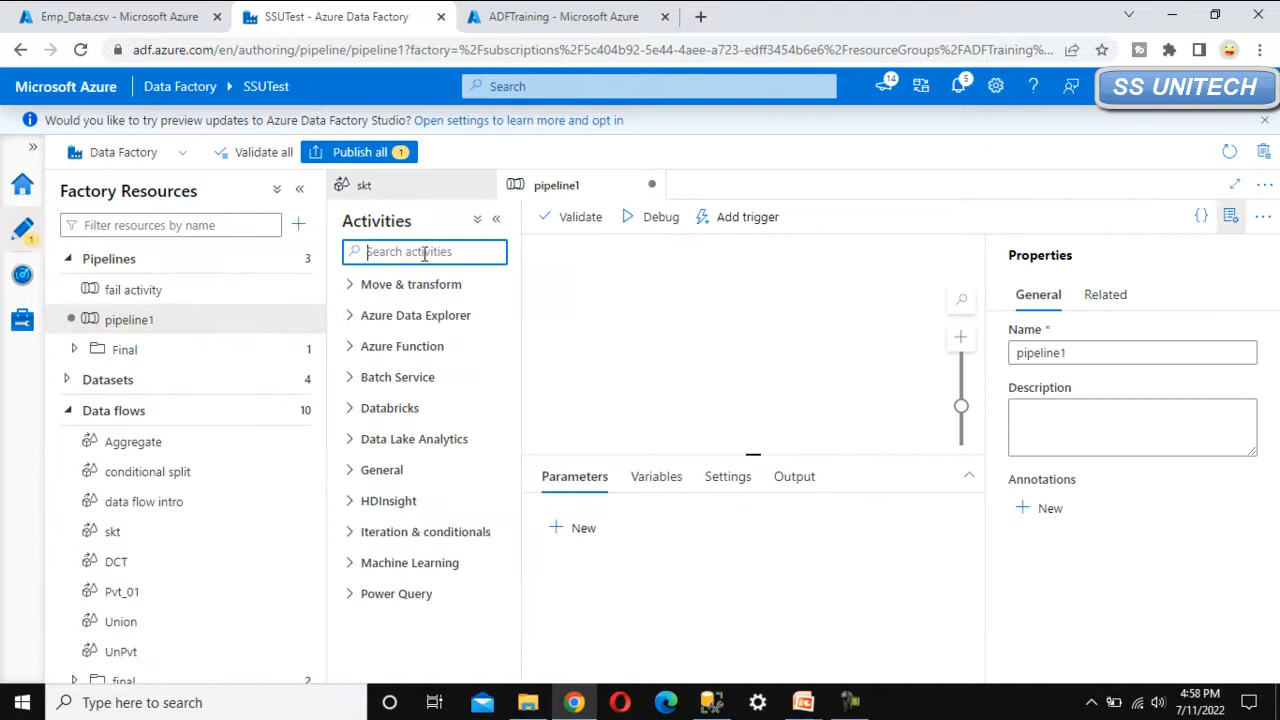 Emp_Data.csv - Microsoft Azure
SSUTest - Azure Data Factory
ADFTraining - Microsoft Azure
adf.azure.com/en/authoring/pipeline/pipeline1?factory=%2Fsubscriptions%2F5c404b92-5e44-4aee-a723-edff3454b6e6%2FresourceGroups%2FADFTraining%2...
Microsoft Azure
Data Factory
SSUTest
Search
14
5
SS UNITECH
Would you like to try preview updates to Azure Data Factory Studio? Open settings to learn more and opt in
Data Factory
Validate all
Publish all 1
Factory Resources
skt
pipeline1
Filter resources by name
Activities
Validate
Debug
Add trigger
1
Search activities
Pipelines 3
fail activity
pipeline1
Final 1
Datasets 4
Data flows 10
Aggregate
conditional split
data flow intro
skt
DCT
Pvt_01
Union
UnPvt
final 2
Move & transform
Azure Data Explorer
Azure Function
Batch Service
Databricks
Data Lake Analytics
General
HDInsight
Iteration & conditionals
Machine Learning
Power Query
Parameters
Variables
Settings
Output
New
Properties
General
Related
Name *
pipeline1
Description
Annotations
New
Type here to search
4:58 PM
7/11/2022